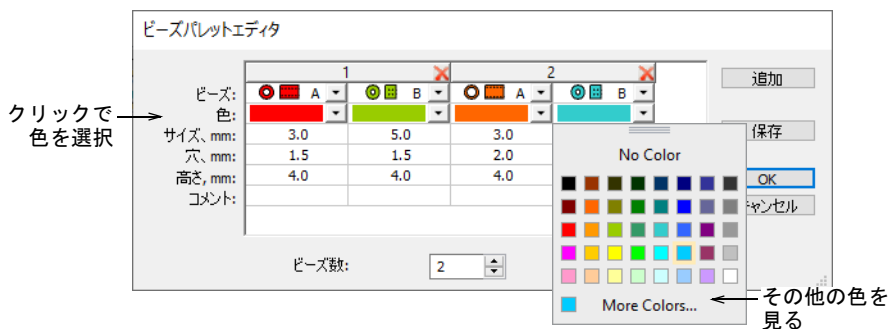 ビーズパレットエディタ
1 2
ビーズ: A B A B
色:
サイズ、mm: 3.0 5.0 3.0
穴、mm: 1.5 1.5 2.0
高さ,mm: 4.0 4.0 4.0
コメント:
ビーズ数: 2
追加
保存
OK
キャンセル
クリックで
色を選択
No Color
More Colors...
その他の色を
見る